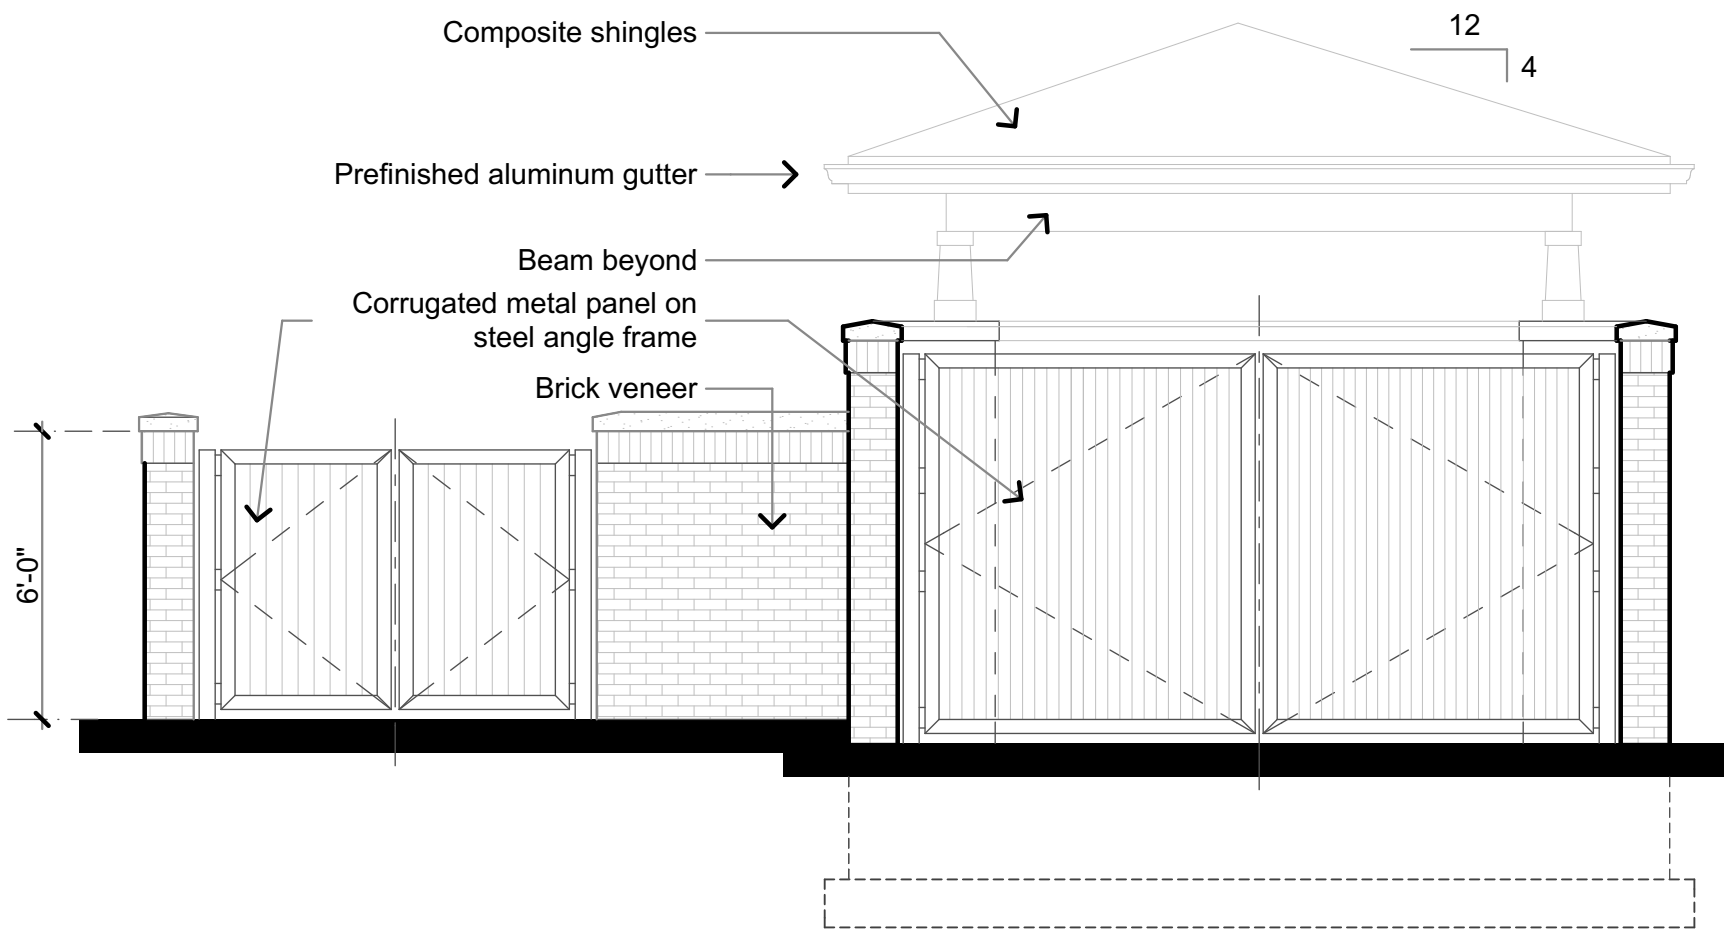 Composite shingles
12
4
Prefinished aluminum gutter
Beam beyond
Corrugated metal panel on
steel angle frame
Brick veneer
6'-0"